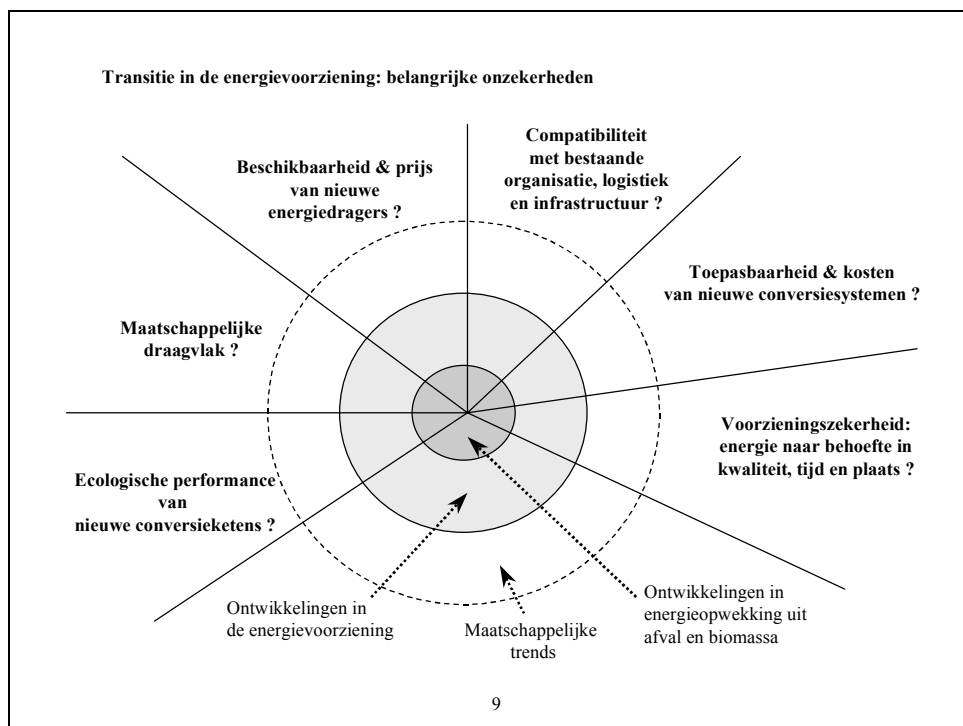 Transitie in de energievoorziening: belangrijke onzekerheden
Beschikbaarheid & prijs
van nieuwe
energiedragers ?
Compatibiliteit
met bestaande
organisatie, logistiek
en infrastructuur ?
Toepasbaarheid & kosten
van nieuwe conversiesystemen ?
Maatschappelijke
draagvlak ?
Voorzieningszekerheid:
energie naar behoefte in
kwaliteit, tijd en plaats ?
Ecologische performance
van
nieuwe conversieketens ?
Ontwikkelingen in
de energievoorziening
Maatschappelijke
trends
Ontwikkelingen in
energieopwekking uit
afval en biomassa
9